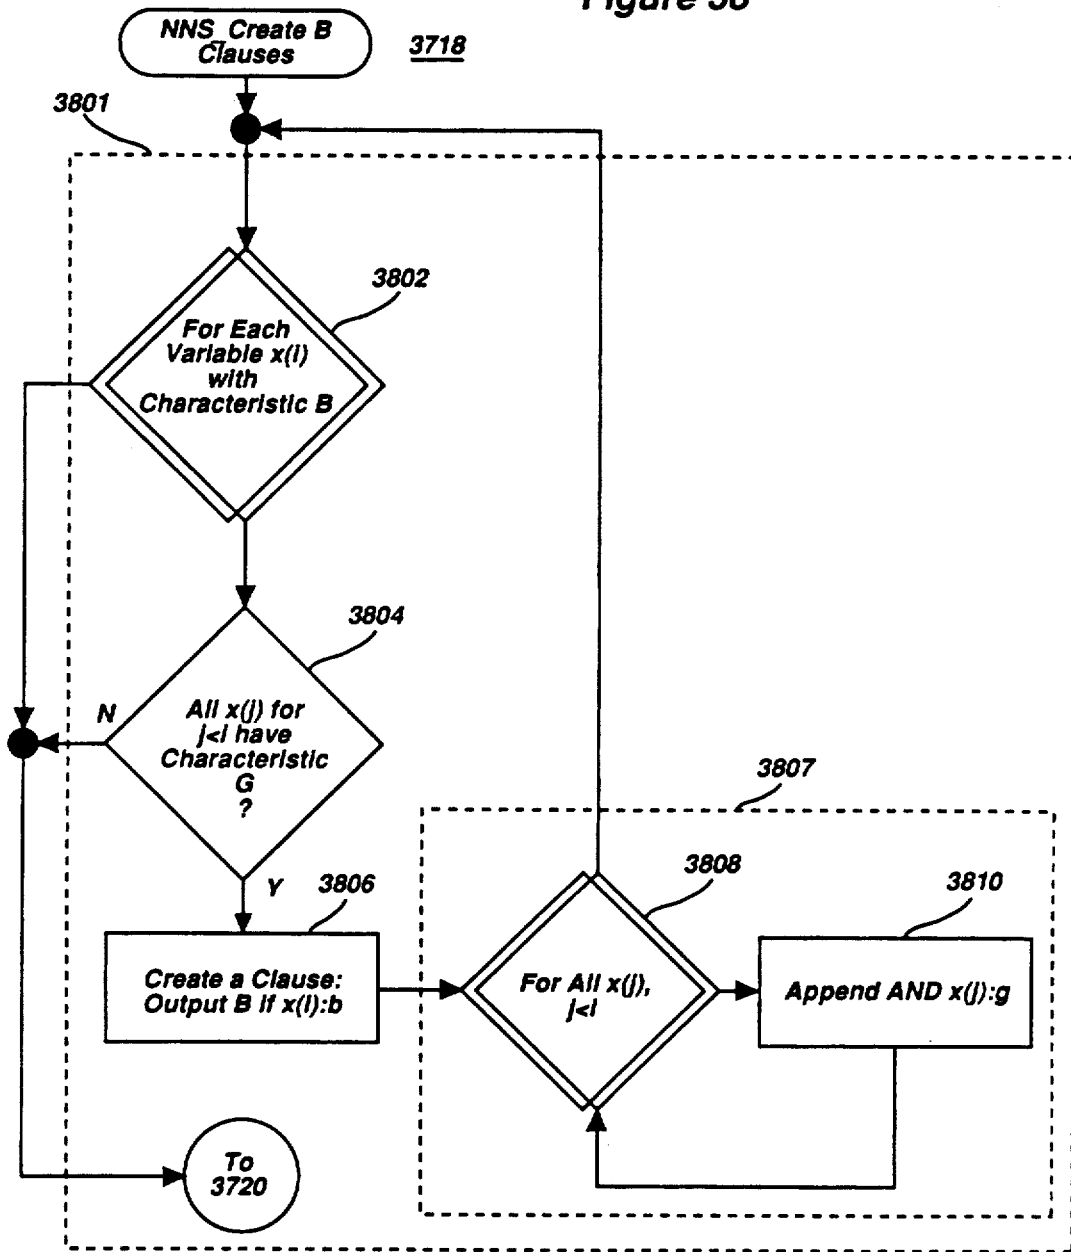 Figure 38
NNS_Create B
Clauses
3718
3801
3802
For Each
Variable x(i)
with
Characteristic B
3804
N
All x(j) for
j<i have
Characteristic
G
?
3807
Y
3806
3808
3810
Create a Clause:
Output B if x(i):b
For All x(j),
j<i
Append AND x(j):g
To
3720